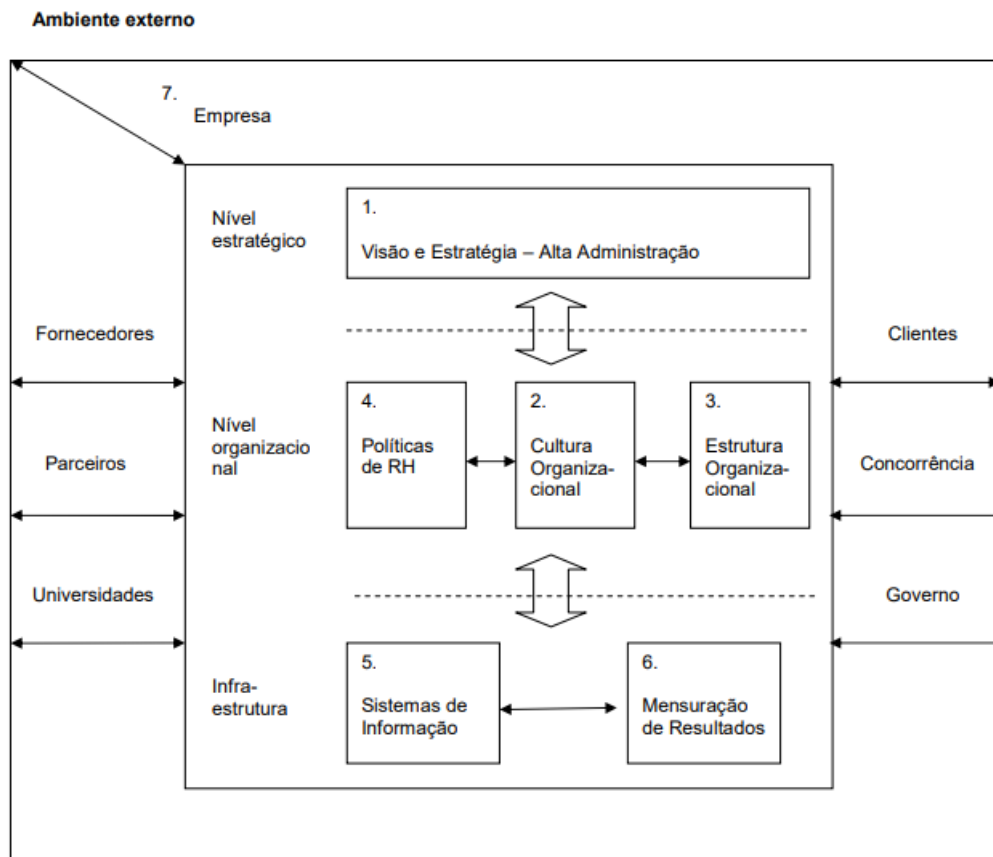 Ambiente externo
7.
Empresa
Nível
estratégico
1.
Visão e Estratégia – Alta Administração
Fornecedores
Clientes
Nível
organizacio
nal
4.
Políticas
de RH
2.
Cultura
Organiza-
cional
3.
Estrutura
Organiza-
cional
Parceiros
Concorrência
Universidades
Governo
Infra-
estrutura
5.
Sistemas de
Informação
6.
Mensuração
de Resultados